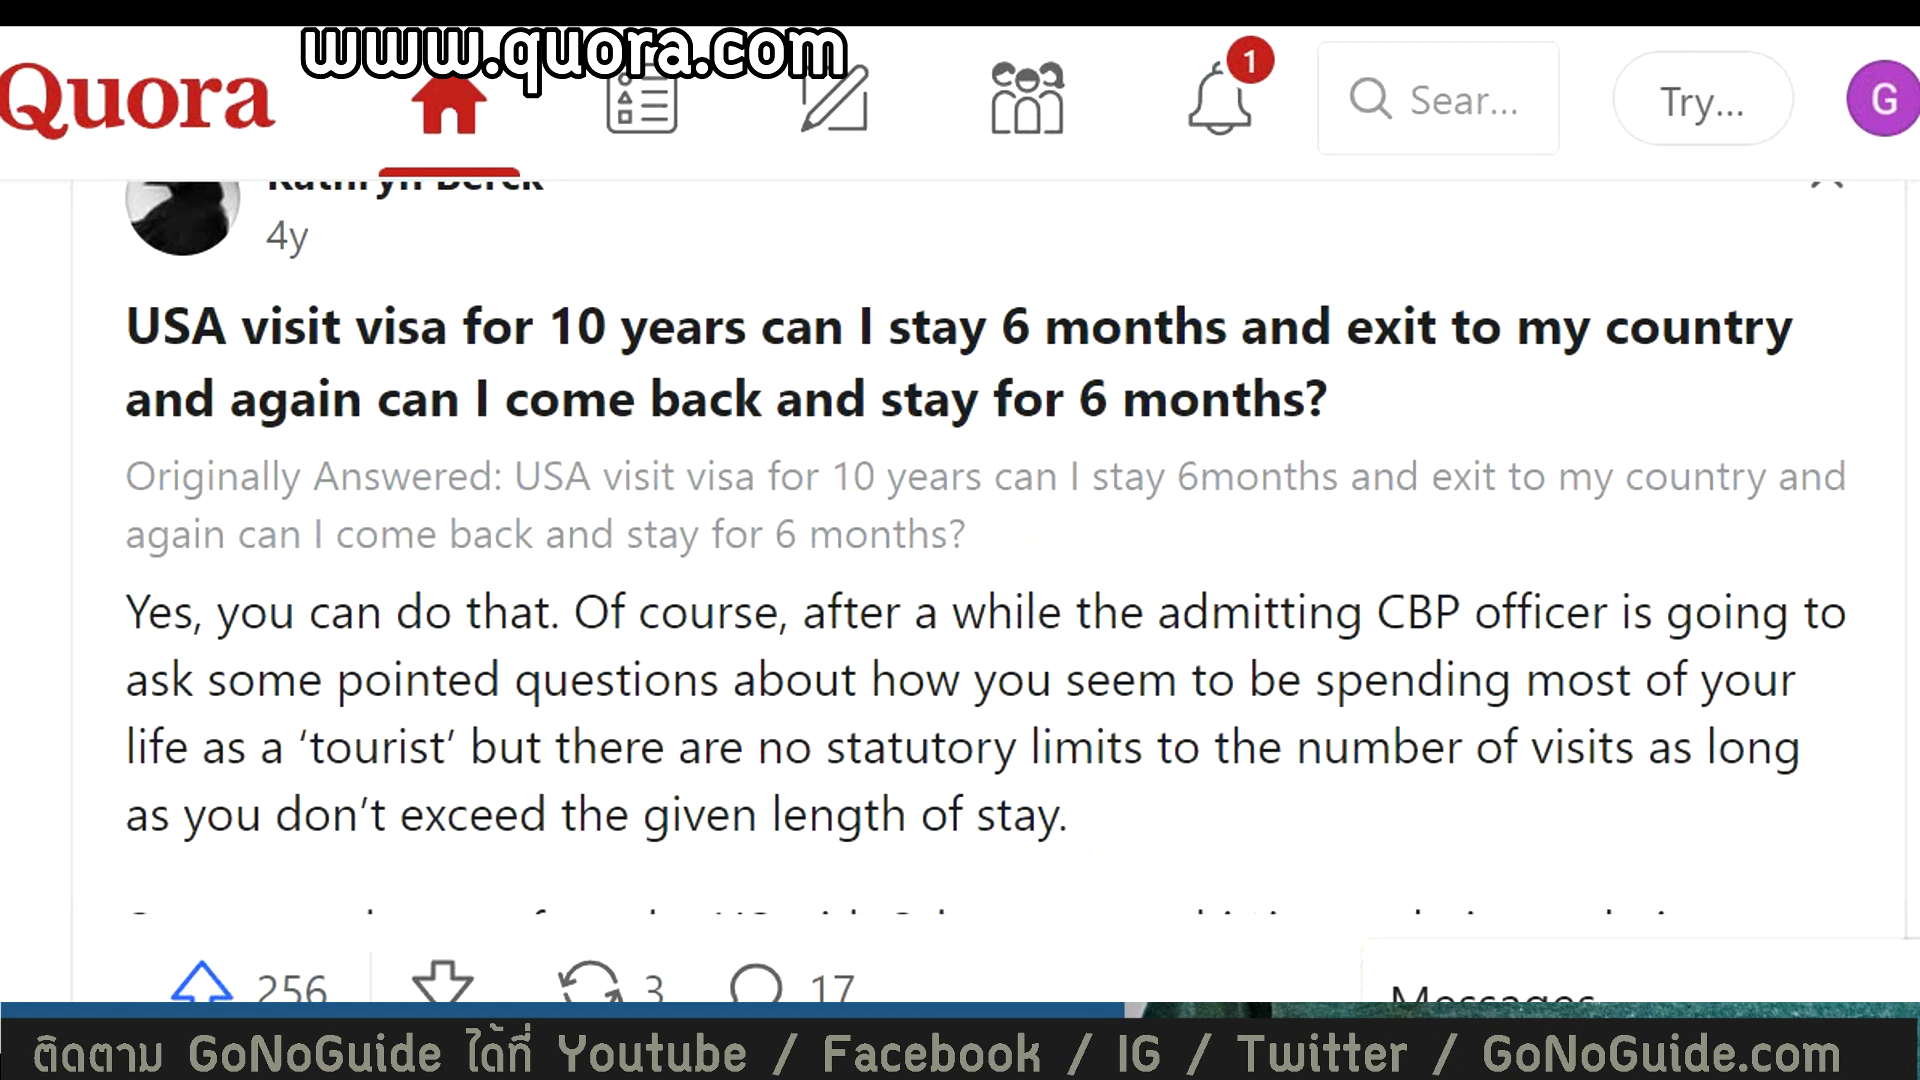 www.quora.com
Quora
1
Sear...
Try...
G
Kathryn Berck
4y
USA visit visa for 10 years can I stay 6 months and exit to my country
and again can I come back and stay for 6 months?
Originally Answered: USA visit visa for 10 years can I stay 6months and exit to my country and
again can I come back and stay for 6 months?
Yes, you can do that. Of course, after a while the admitting CBP officer is going to
ask some pointed questions about how you seem to be spending most of your
life as a ‘tourist’ but there are no statutory limits to the number of visits as long
as you don’t exceed the given length of stay.
256
3
17
Messages
ติดตาม GoNoGuide ได้ที่ Youtube / Facebook / IG / Twitter / GoNoGuide.com